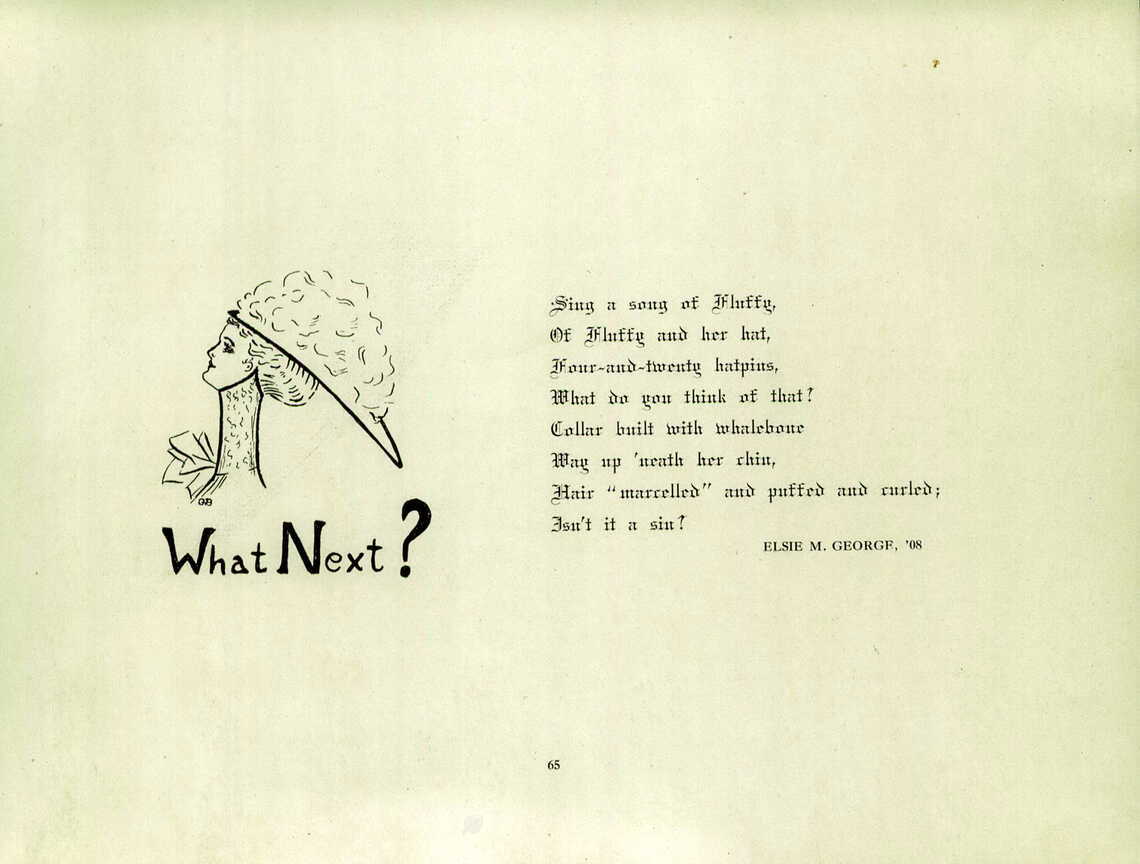 What Next?
Sing a song of Fluffy,
Of Fluffy and her hat,
Four-and-twenty hatpins,
What do you think of that?
Collar built with whalebone
Way up 'neath her chin,
Hair "marcelled" and puffed and curled;
Isn't it a sin?
ELSIE M. GEORGE, '08
65